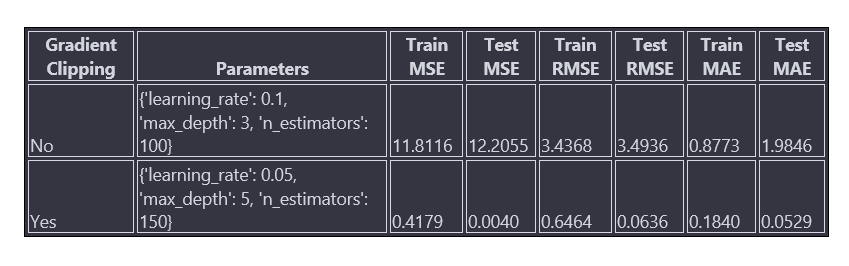 Gradient Clipping Parameters Train MSE Test MSE Train RMSE Test RMSE Train MAE Test MAE
No {'learning_rate': 0.1, 'max_depth': 3, 'n_estimators': 100} 11.8116 12.2055 3.4368 3.4936 0.8773 1.9846
Yes {'learning_rate': 0.05, 'max_depth': 5, 'n_estimators': 150} 0.4179 0.0040 0.6464 0.0636 0.1840 0.0529